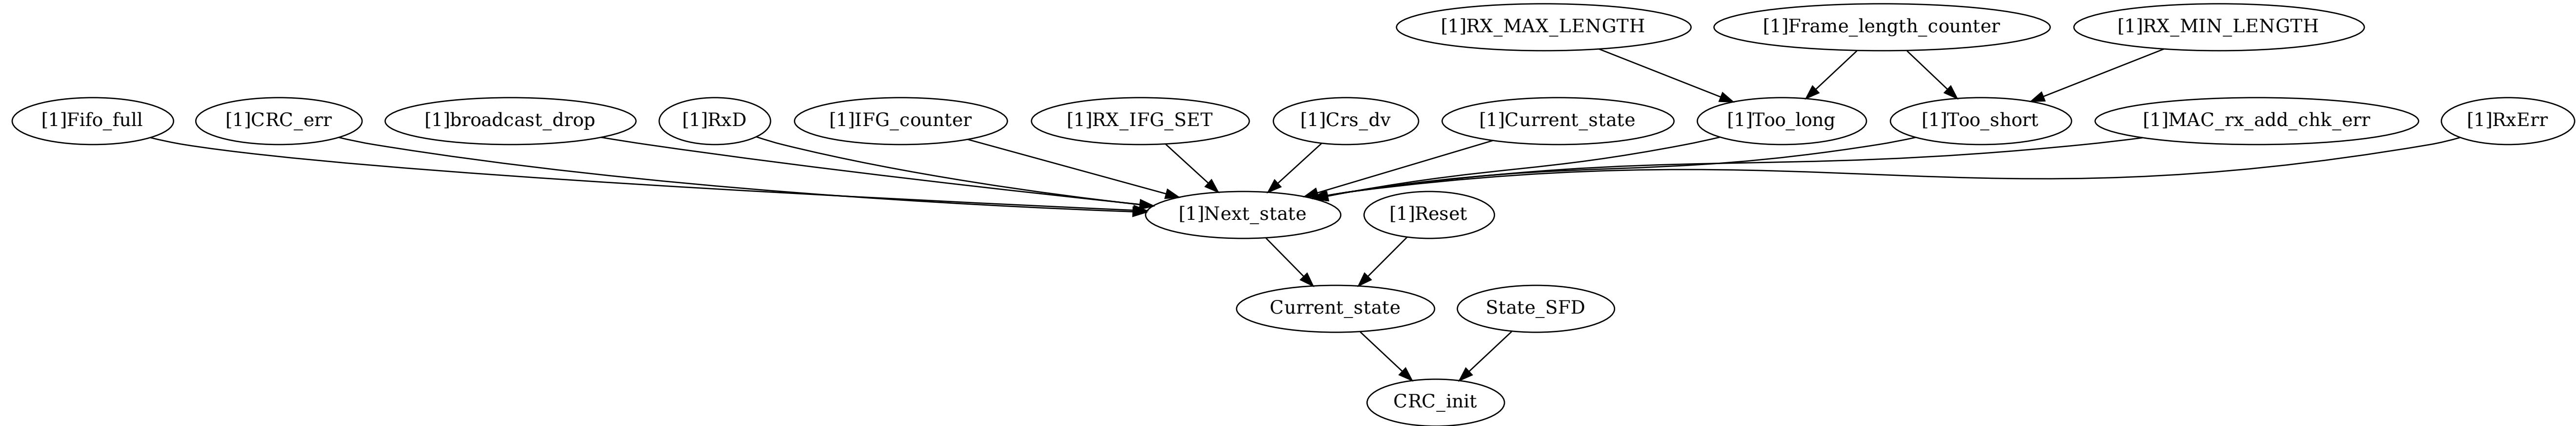 [1]RX_MAX_LENGTH
[1]Frame_length_counter
[1]RX_MIN_LENGTH
[1]Fifo_full
[1]CRC_err
[1]broadcast_drop
[1]RxD
[1]IFG_counter
[1]RX_IFG_SET
[1]Crs_dv
[1]Current_state
[1]Too_long
[1]Too_short
[1]MAC_rx_add_chk_err
[1]RxErr
[1]Next_state
[1]Reset
Current_state
State_SFD
CRC_init